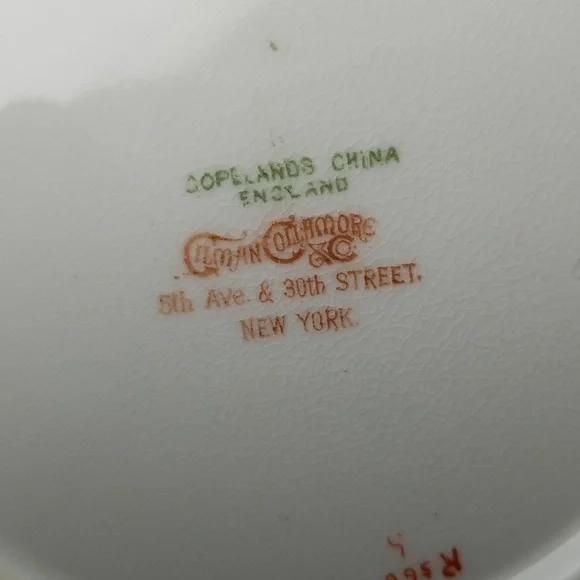 COPELANDS CHINA
ENGLAND
GILMAN COLLAMORE
& CO.
5th Ave. & 30th STREET.
NEW YORK.